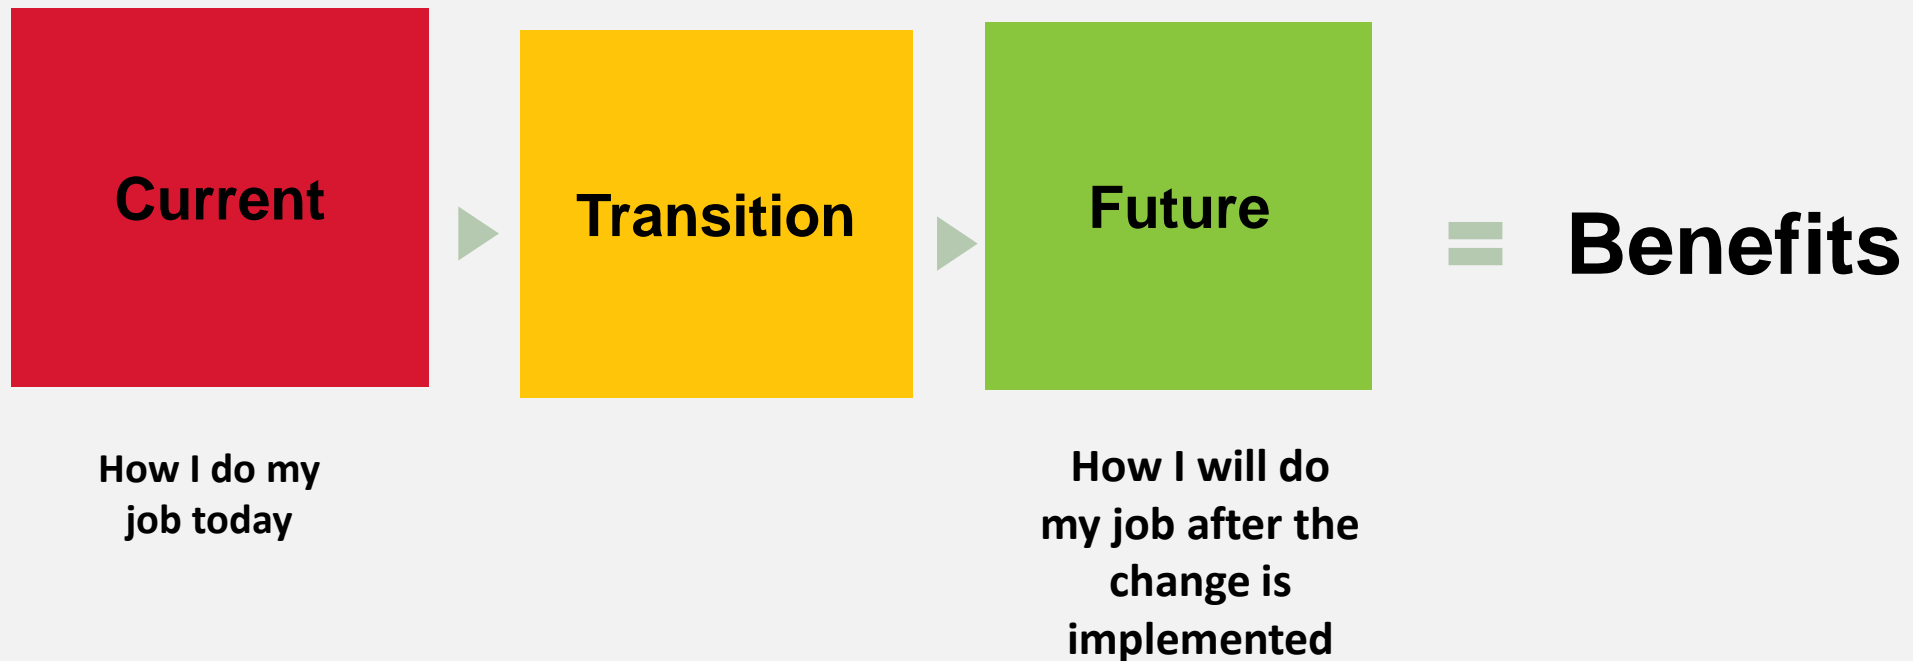 Current
Transition
Future
= Benefits
How I do my
job today
How I will do
my job after the
change is
implemented